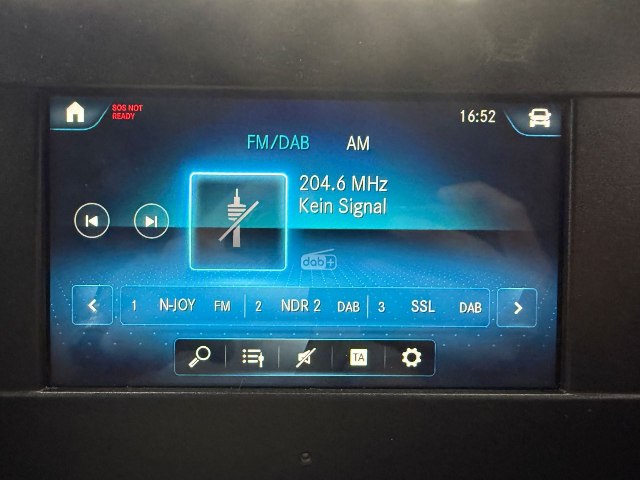 SOS NOT
READY
16:52
FM/DAB AM
204.6 MHz
Kein Signal
dab+
1 N-JOY FM 2 NDR 2 DAB 3 SSL DAB
TA